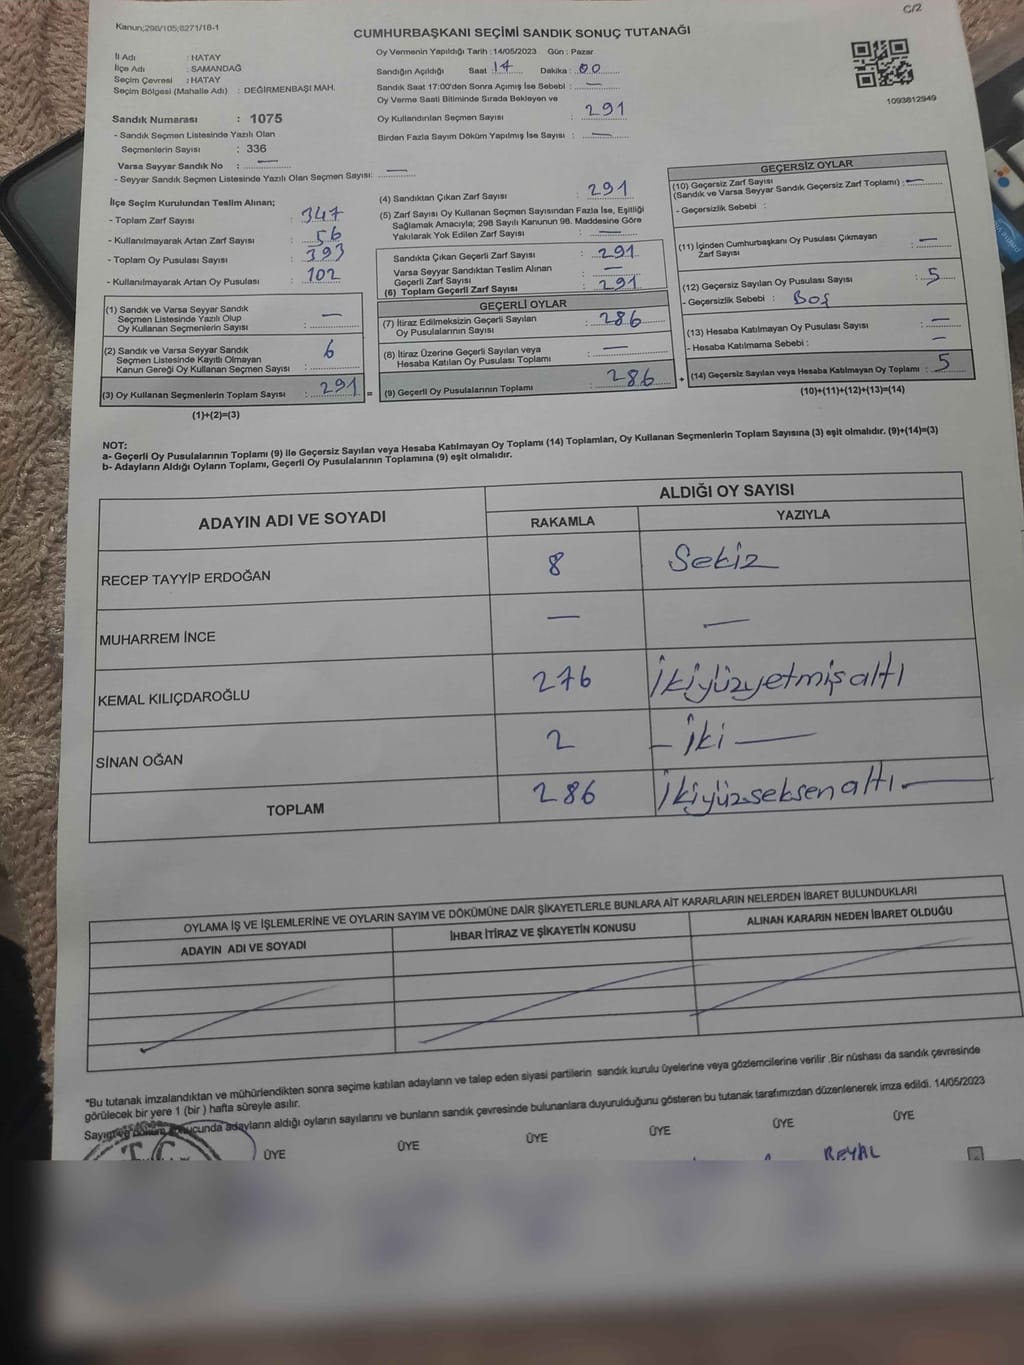 C/2
Kanun;298/105;6271/18-1
CUMHURBAŞKANI SEÇİMİ SANDIK SONUÇ TUTANAĞI
İl Adı : HATAY
İlçe Adı : SAMANDAĞ
Seçim Çevresi : HATAY
Seçim Bölgesi (Mahalle Adı) : DEĞİRMENBAŞI MAH.
Sandık Numarası : 1075
- Sandık Seçmen Listesinde Yazılı Olan
Seçmenlerin Sayısı : 336
Varsa Seyyar Sandık No : —
- Seyyar Sandık Seçmen Listesinde Yazılı Olan Seçmen Sayısı: —
Oy Vermenin Yapıldığı Tarih : 14/05/2023 Gün : Pazar
Sandığın Açıldığı Saat 17 Dakika : 00
Sandık Saat 17:00'den Sonra Açımış İse Sebebi : —
Oy Verme Saati Bitiminde Sırada Bekleyen ve
Oy Kullandırılan Seçmen Sayısı : 291
Birden Fazla Sayım Döküm Yapılmış İse Sayısı : —
1093812949
İlçe Seçim Kurulundan Teslim Alınan;
- Toplam Zarf Sayısı : 347
- Kullanılmayarak Artan Zarf Sayısı : 56
- Toplam Oy Pusulası Sayısı : 393
- Kullanılmayarak Artan Oy Pusulası : 102
(1) Sandık ve Varsa Seyyar Sandık
Seçmen Listesinde Yazılı Olup
Oy Kullanan Seçmenlerin Sayısı : —
(2) Sandık ve Varsa Seyyar Sandık
Seçmen Listesinde Kayıtlı Olmayan
Kanun Gereği Oy Kullanan Seçmen Sayısı : 6
(3) Oy Kullanan Seçmenlerin Toplam Sayısı : 291 =
(1)+(2)=(3)
(4) Sandıktan Çıkan Zarf Sayısı : 291
(5) Zarf Sayısı Oy Kullanan Seçmen Sayısından Fazla İse, Eşitliği
Sağlamak Amacıyla; 298 Sayılı Kanunun 98. Maddesine Göre
Yakılarak Yok Edilen Zarf Sayısı : —
Sandıkta Çıkan Geçerli Zarf Sayısı : 291
Varsa Seyyar Sandıktan Teslim Alınan
Geçerli Zarf Sayısı : —
(6) Toplam Geçerli Zarf Sayısı : 291
GEÇERLİ OYLAR
(7) İtiraz Edilmeksizin Geçerli Sayılan
Oy Pusulalarının Sayısı : 286
(8) İtiraz Üzerine Geçerli Sayılan veya
Hesaba Katılan Oy Pusulası Toplamı : —
(9) Geçerli Oy Pusulalarının Toplamı : 286 +
GEÇERSİZ OYLAR
(10) Geçersiz Zarf Sayısı
(Sandık ve Varsa Seyyar Sandık Geçersiz Zarf Toplamı) : —
- Geçersizlik Sebebi :
(11) İçinden Cumhurbaşkanı Oy Pusulası Çıkmayan
Zarf Sayısı : —
(12) Geçersiz Sayılan Oy Pusulası Sayısı : 5
- Geçersizlik Sebebi : Boş
(13) Hesaba Katılmayan Oy Pusulası Sayısı : —
- Hesaba Katılmama Sebebi : —
(14) Geçersiz Sayılan veya Hesaba Katılmayan Oy Toplamı : 5
(10)+(11)+(12)+(13)=(14)
NOT:
a- Geçerli Oy Pusulalarının Toplamı (9) ile Geçersiz Sayılan veya Hesaba Katılmayan Oy Toplamı (14) Toplamları, Oy Kullanan Seçmenlerin Toplam Sayısına (3) eşit olmalıdır. (9)+(14)=(3)
b- Adayların Aldığı Oyların Toplamı, Geçerli Oy Pusulalarının Toplamına (9) eşit olmalıdır.
ADAYIN ADI VE SOYADI
ALDIĞI OY SAYISI
RAKAMLA YAZIYLA
RECEP TAYYİP ERDOĞAN 8 Sekiz
MUHARREM İNCE — —
KEMAL KILIÇDAROĞLU 276 İkiyüzyetmişaltı
SİNAN OĞAN 2 — İki —
TOPLAM 286 İkiyüzseksenaltı —
OYLAMA İŞ VE İŞLEMLERİNE VE OYLARIN SAYIM VE DÖKÜMÜNE DAİR ŞİKAYETLERLE BUNLARA AİT KARARLARIN NELERDEN İBARET BULUNDUKLARI
ADAYIN ADI VE SOYADI İHBAR İTİRAZ VE ŞİKAYETİN KONUSU ALINAN KARARIN NEDEN İBARET OLDUĞU
*Bu tutanak imzalandıktan ve mühürlendikten sonra seçime katılan adayların ve talep eden siyasi partilerin sandık kurulu üyelerine veya gözlemcilerine verilir .Bir nüshası da sandık çevresinde
görülecek bir yere 1 (bir ) hafta süreyle asılır.
Sayım ve döküm sonucunda adayların aldığı oyların sayılarını ve bunların sandık çevresinde bulunanlara duyurulduğunu gösteren bu tutanak tarafımızdan düzenlenerek imza edildi. 14/05/2023
T.C.
ÜYE ÜYE ÜYE ÜYE ÜYE ÜYE